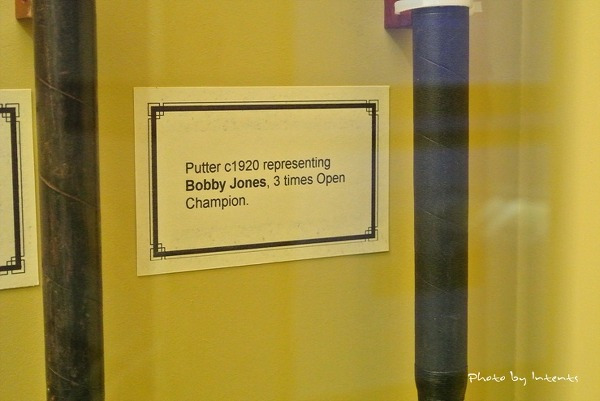 Putter c1920 representing
Bobby Jones, 3 times Open
Champion.
Photo by Intents